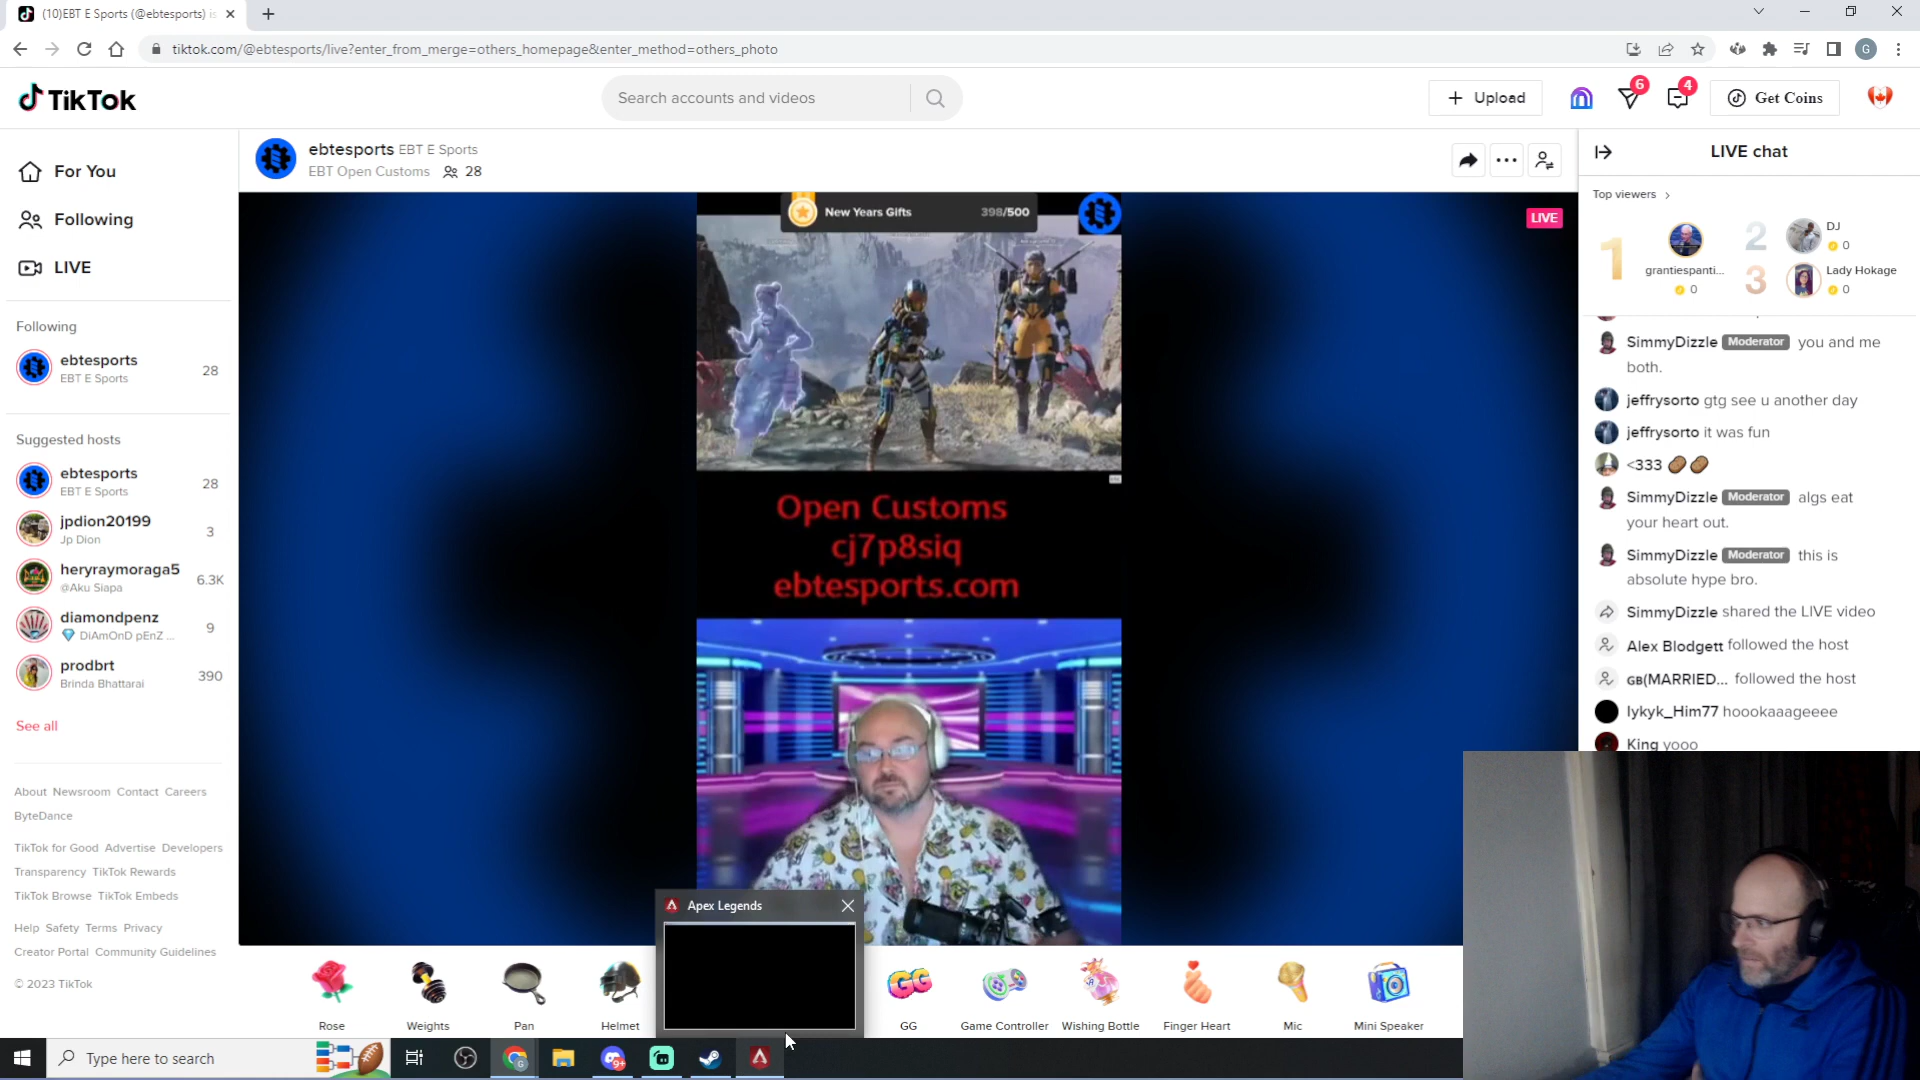 (10)EBT E Sports (@ebtesports) is
tiktok.com/@ebtesports/live?enter_from_merge=others_homepage&enter_method=others_photo
G
TikTok
Search accounts and videos
Upload
6
4
Get Coins
For You
Following
LIVE
Following
ebtesports
EBT E Sports
28
Suggested hosts
ebtesports
EBT E Sports
28
jpdion20199
Jp Dion
3
heryraymoraga5
@Aku Siapa
6.3K
diamondpenz
💎 DiAmOnD pEnZ ...
9
prodbrt
Brinda Bhattarai
390
See all
About Newsroom Contact Careers
ByteDance
TikTok for Good Advertise Developers
Transparency TikTok Rewards
TikTok Browse TikTok Embeds
Help Safety Terms Privacy
Creator Portal Community Guidelines
© 2023 TikTok
ebtesports EBT E Sports
EBT Open Customs 28
New Years Gifts 398/500
LIVE
Open Customs
cj7p8siq
ebtesports.com
Apex Legends
Rose
Weights
Pan
Helmet
GG
GG
Game Controller
Wishing Bottle
Finger Heart
Mic
Mini Speaker
LIVE chat
Top viewers >
1
grantiespanti...
0
2
DJ
0
3
Lady Hokage
0
SimmyDizzle Moderator you and me
both.
jeffrysorto gtg see u another day
jeffrysorto it was fun
<333 🥔🥔
SimmyDizzle Moderator algs eat
your heart out.
SimmyDizzle Moderator this is
absolute hype bro.
SimmyDizzle shared the LIVE video
Alex Blodgett followed the host
GB(MARRIED... followed the host
lykyk_Him77 hoookaaageeee
King yooo
Type here to search
9+